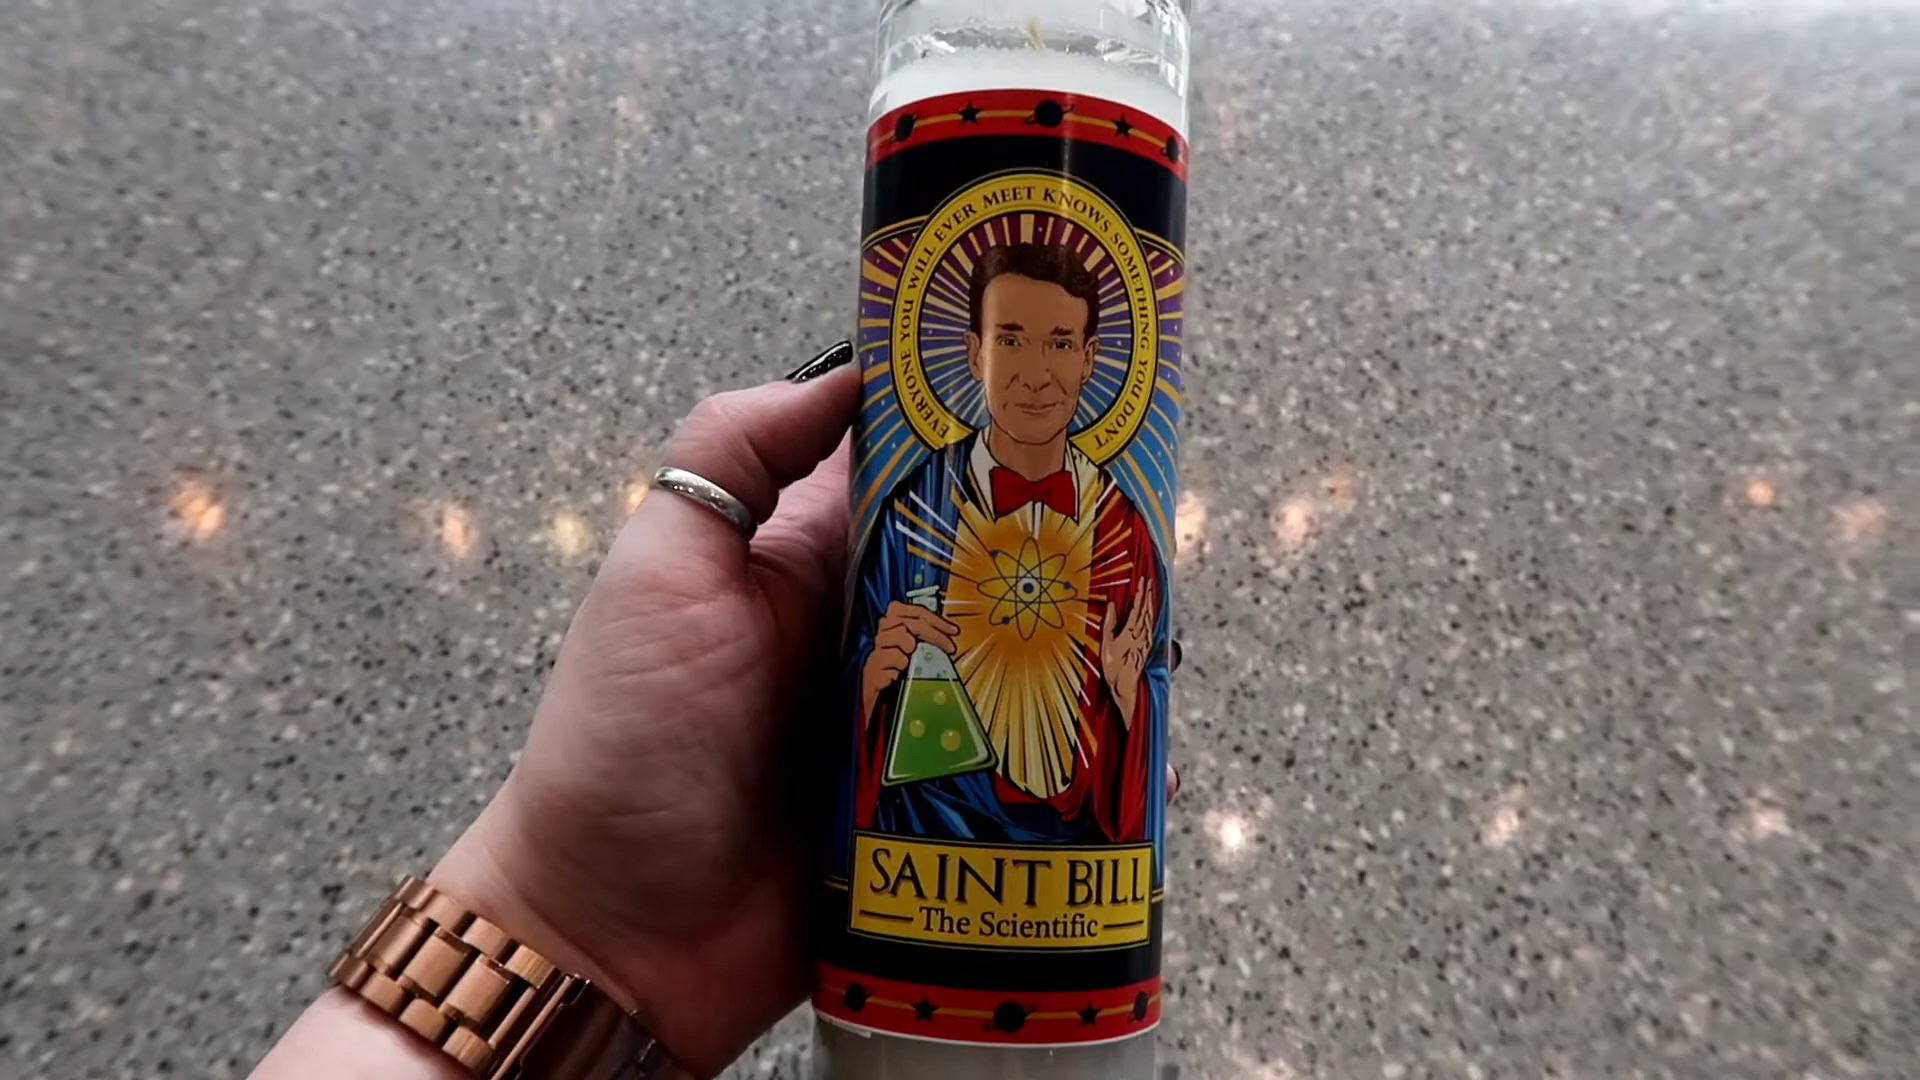 EVERYONE YOU WILL EVER MEET KNOWS SOMETHING YOU DON'T
SAINT BILL
The Scientific